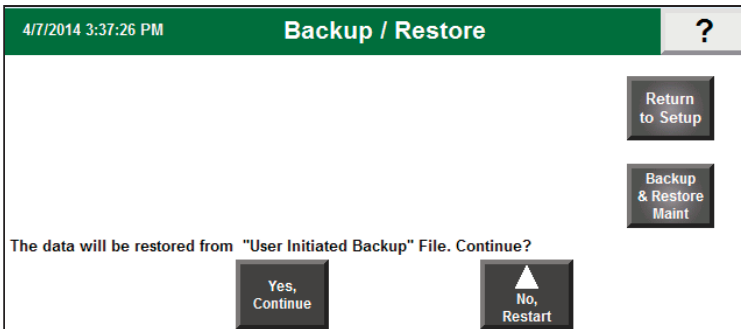 4/7/2014 3:37:26 PM
Backup / Restore
?
Return
to Setup
Backup
& Restore
Maint
The data will be restored from "User Initiated Backup" File. Continue?
Yes,
Continue
No,
Restart